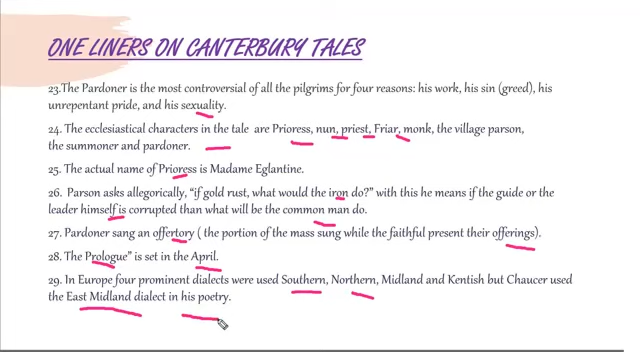 ONE LINERS ON CANTERBURY TALES
23.The Pardoner is the most controversial of all the pilgrims for four reasons: his work, his sin (greed), his
unrepentant pride, and his sexuality.
24. The ecclesiastical characters in the tale are Prioress, nun, priest, Friar, monk, the village parson,
the summoner and pardoner.
25. The actual name of Prioress is Madame Eglantine.
26. Parson asks allegorically, “if gold rust, what would the iron do?” with this he means if the guide or the
leader himself is corrupted than what will be the common man do.
27. Pardoner sang an offertory ( the portion of the mass sung while the faithful present their offerings).
28. The Prologue” is set in the April.
29. In Europe four prominent dialects were used Southern, Northern, Midland and Kentish but Chaucer used
the East Midland dialect in his poetry.